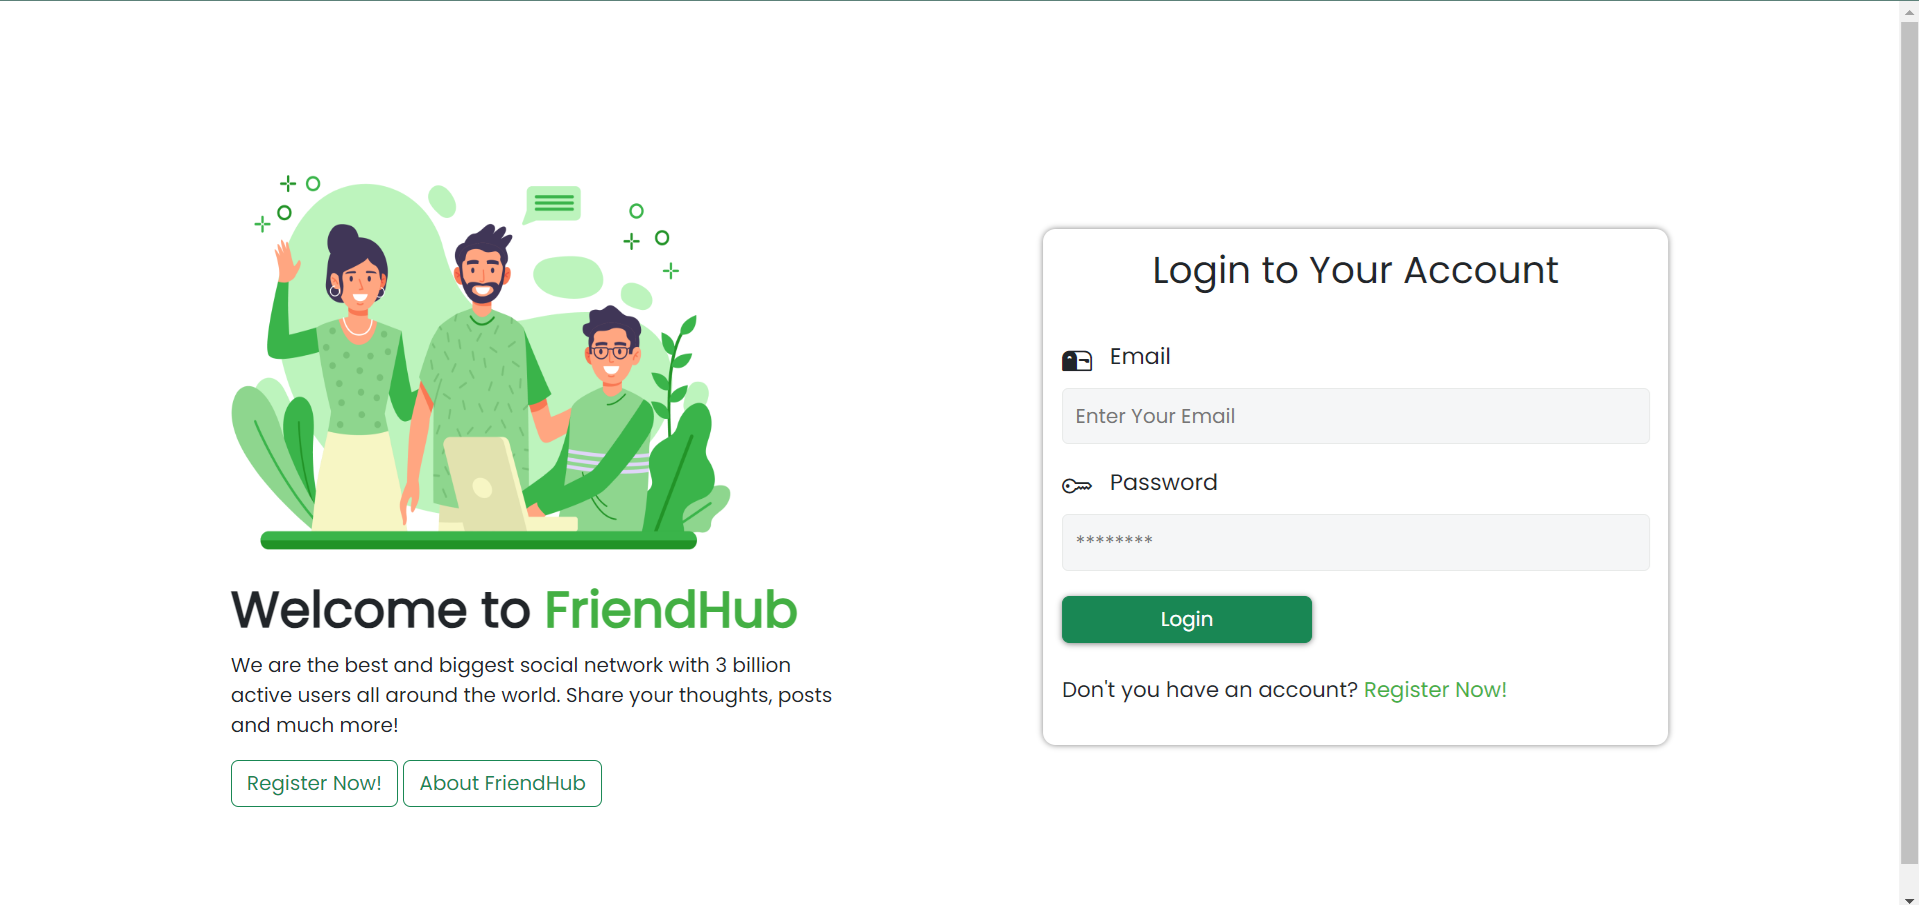 Welcome to FriendHub
We are the best and biggest social network with 3 billion
active users all around the world. Share your thoughts, posts
and much more!
Register Now!
About FriendHub
Login to Your Account
Email
Enter Your Email
Password
********
Login
Don't you have an account? Register Now!